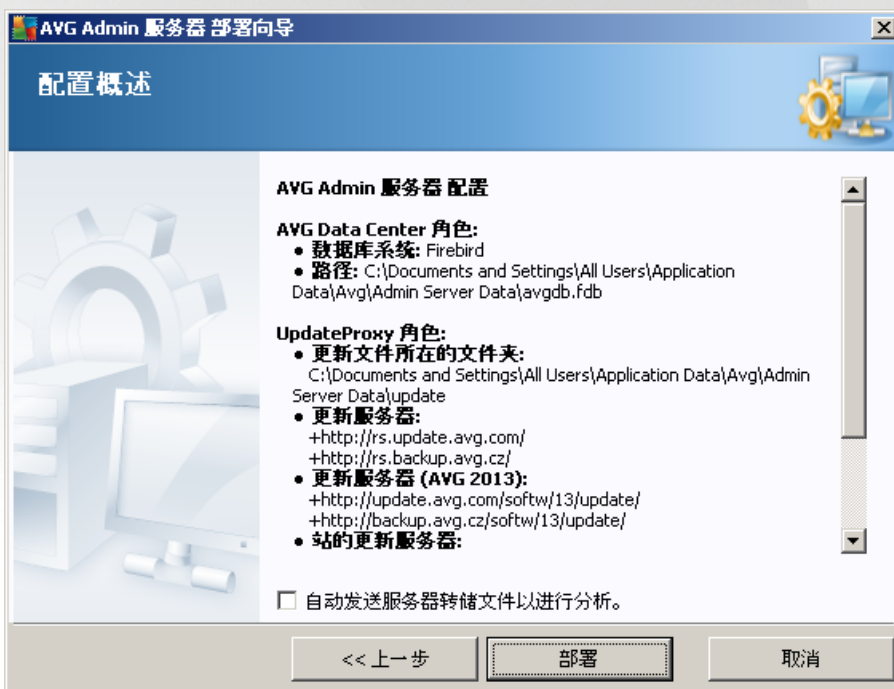 AVG Admin 服务器 部署向导
配置概述
AVG Admin 服务器 配置
AVG Data Center 角色:
• 数据库系统: Firebird
• 路径: C:\Documents and Settings\All Users\Application
Data\Avg\Admin Server Data\avgdb.fdb
UpdateProxy 角色:
• 更新文件所在的文件夹:
C:\Documents and Settings\All Users\Application Data\Avg\Admin
Server Data\update
• 更新服务器:
+http://rs.update.avg.com/
+http://rs.backup.avg.cz/
• 更新服务器 (AVG 2013):
+http://update.avg.com/softw/13/update/
+http://backup.avg.cz/softw/13/update/
• 站的更新服务器:
自动发送服务器转储文件以进行分析。
<< 上一步
部署
取消